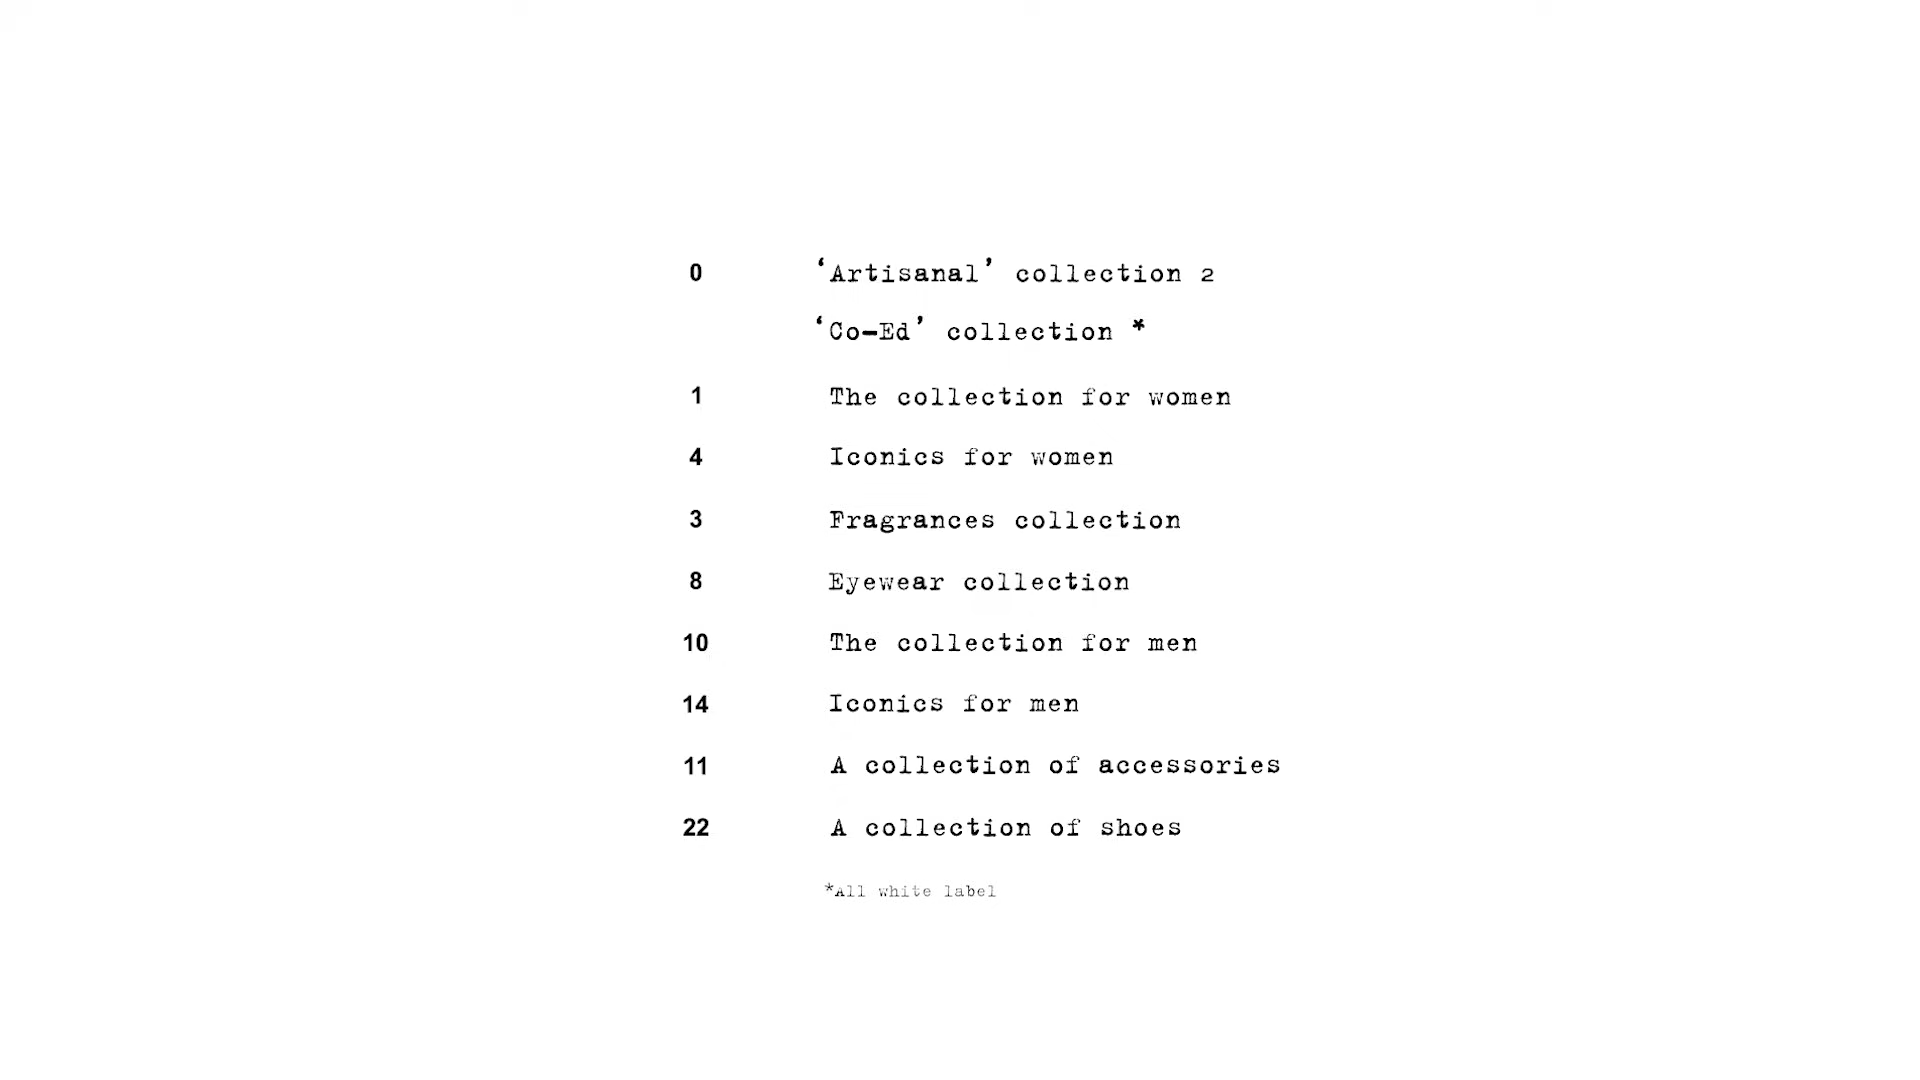 0 ‘Artisanal’ collection 2
‘Co-Ed’ collection *
1 The collection for women
4 Iconics for women
3 Fragrances collection
8 Eyewear collection
10 The collection for men
14 Iconics for men
11 A collection of accessories
22 A collection of shoes
*All white label